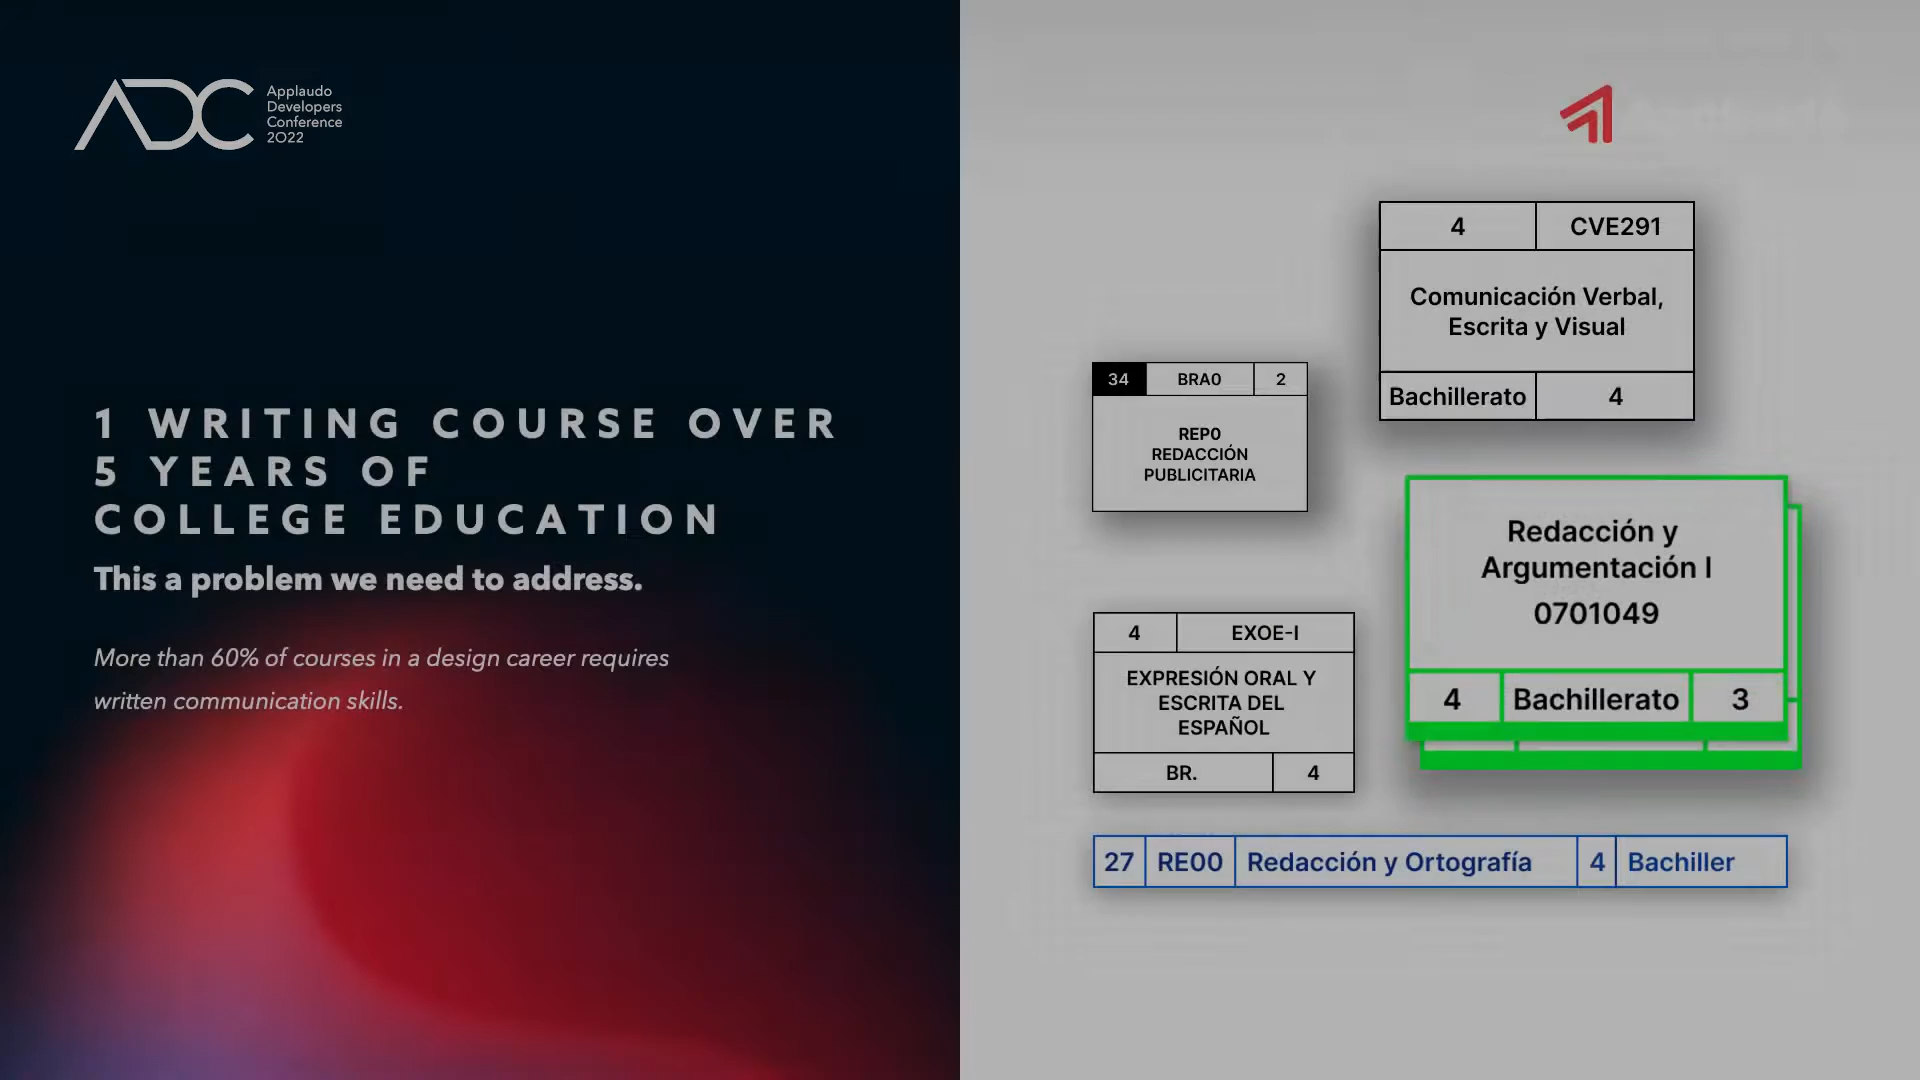 Applaudo
Developers
Conference
2022
1 WRITING COURSE OVER
5 YEARS OF
COLLEGE EDUCATION
This a problem we need to address.
More than 60% of courses in a design career requires
written communication skills.
4 CVE291
Comunicación Verbal,
Escrita y Visual
Bachillerato 4
34 BRA0 2
REP0
REDACCIÓN
PUBLICITARIA
Redacción y
Argumentación I
0701049
4 Bachillerato 3
4 EXOE-I
EXPRESIÓN ORAL Y
ESCRITA DEL
ESPAÑOL
BR. 4
27 RE00 Redacción y Ortografía 4 Bachiller